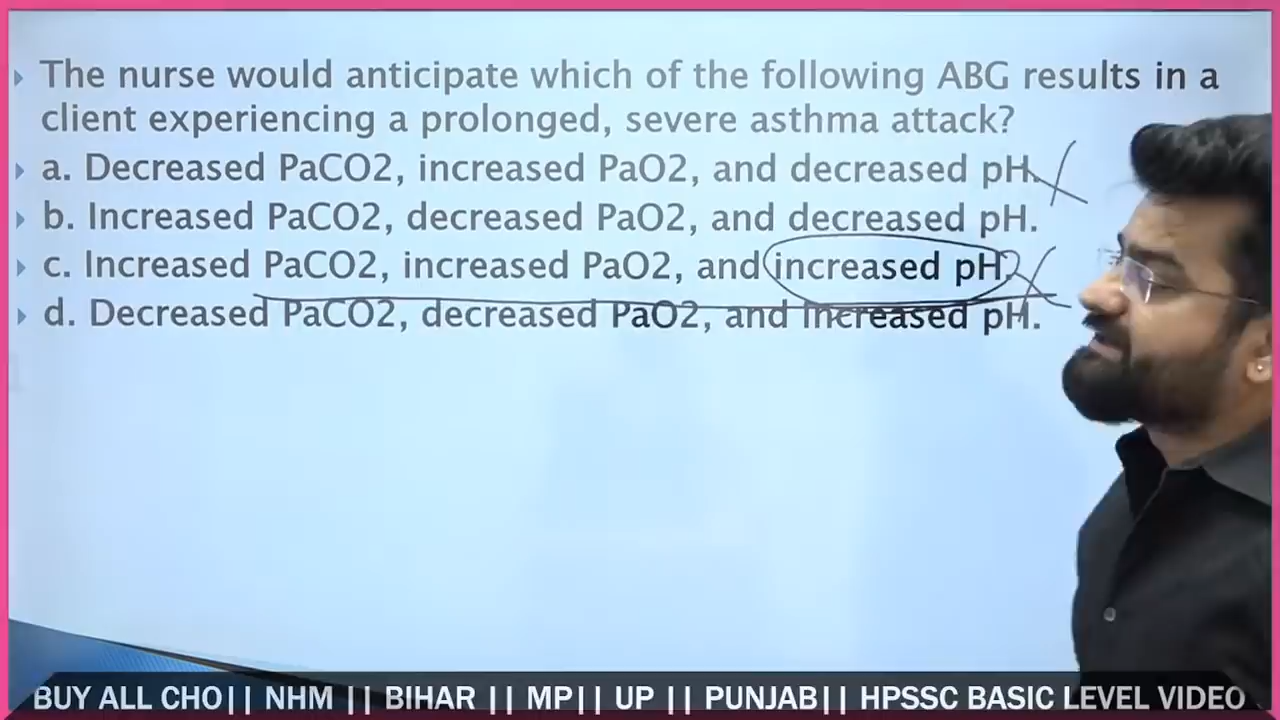 The nurse would anticipate which of the following ABG results in a
client experiencing a prolonged, severe asthma attack?
a. Decreased PaCO2, increased PaO2, and decreased pH.
b. Increased PaCO2, decreased PaO2, and decreased pH.
c. Increased PaCO2, increased PaO2, and increased pH.
d. Decreased PaCO2, decreased PaO2, and increased pH.
BUY ALL CHO|| NHM || BIHAR || MP|| UP || PUNJAB|| HPSSC BASIC LEVEL VIDEO